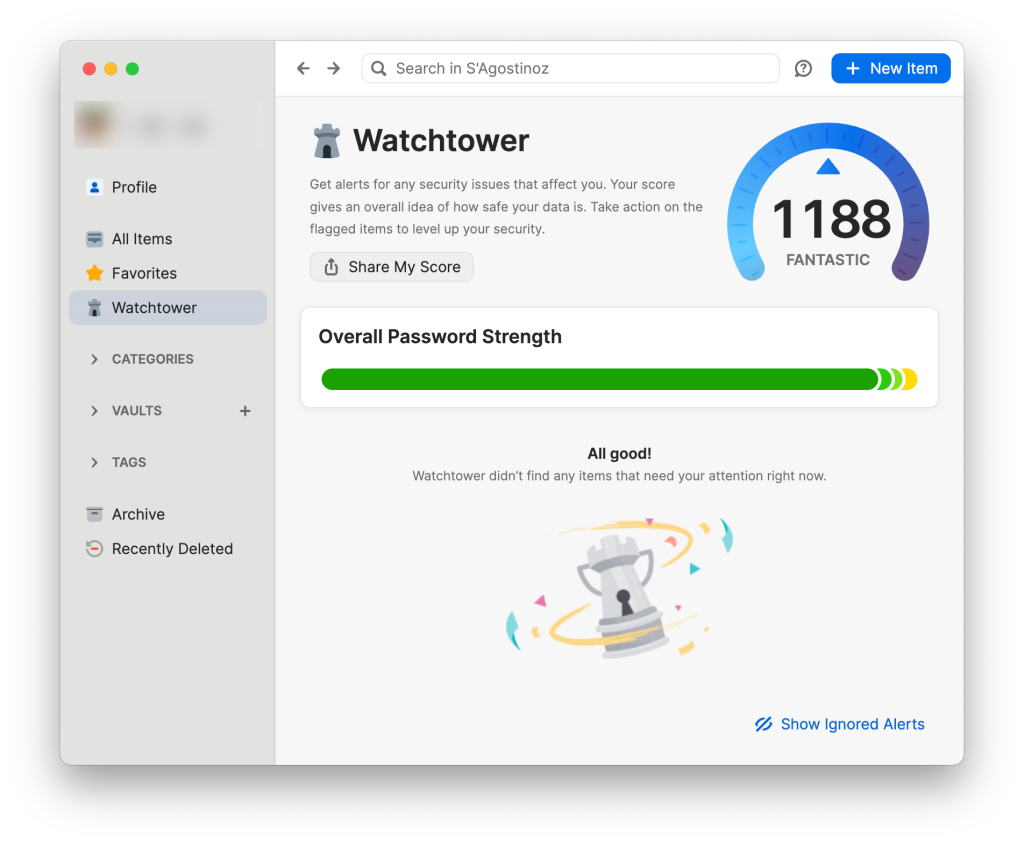 Search in S'Agostinoz
New Item
Profile
All Items
Favorites
Watchtower
CATEGORIES
VAULTS
TAGS
Archive
Recently Deleted
Watchtower
Get alerts for any security issues that affect you. Your score
gives an overall idea of how safe your data is. Take action on the
flagged items to level up your security.
Share My Score
1188
FANTASTIC
Overall Password Strength
All good!
Watchtower didn’t find any items that need your attention right now.
Show Ignored Alerts